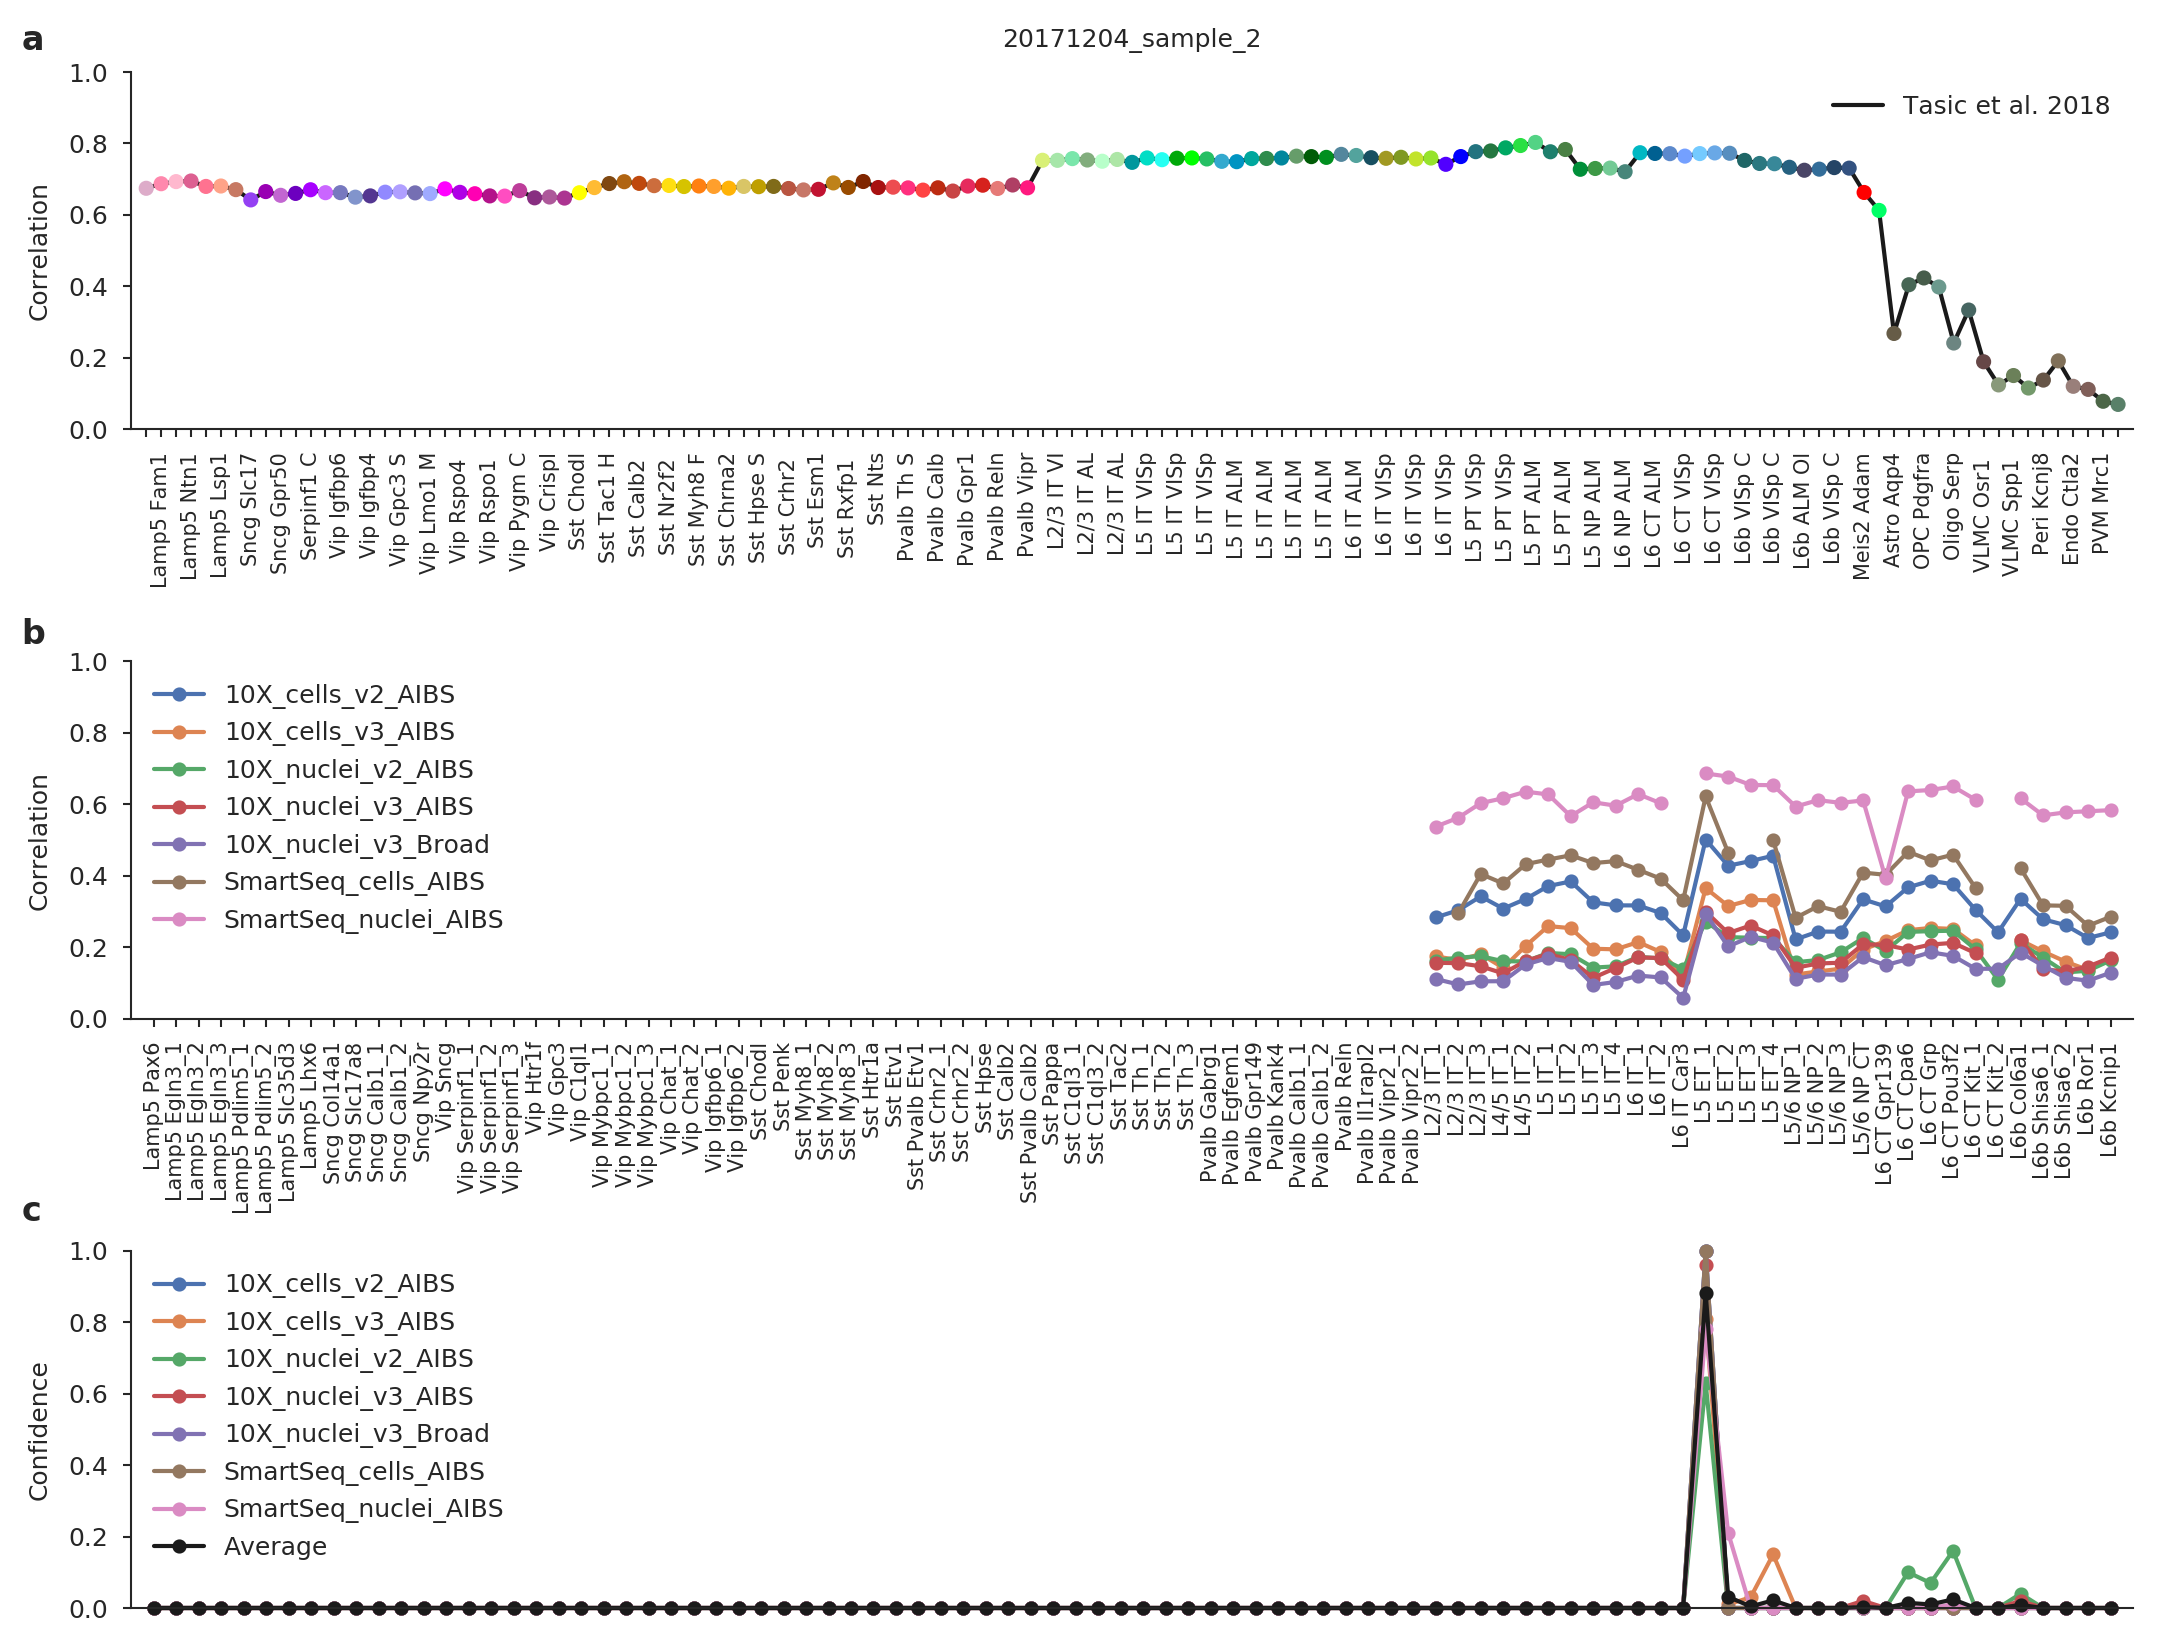 a
20171204_sample_2
1.0
0.8
0.6
0.4
0.2
0.0
Correlation
Tasic et al. 2018
Lamp5 Fam1
Lamp5 Ntn1
Lamp5 Lsp1
Sncg Slc17
Sncg Gpr50
Serpinf1 C
Vip Igfbp6
Vip Igfbp4
Vip Gpc3 S
Vip Lmo1 M
Vip Rspo4
Vip Rspo1
Vip Pygm C
Vip Crispl
Sst Chodl
Sst Tac1 H
Sst Calb2
Sst Nr2f2
Sst Myh8 F
Sst Chrna2
Sst Hpse S
Sst Crhr2
Sst Esm1
Sst Rxfp1
Sst Nts
Pvalb Th S
Pvalb Calb
Pvalb Gpr1
Pvalb Reln
Pvalb Vipr
L2/3 IT VI
L2/3 IT AL
L2/3 IT AL
L5 IT VISp
L5 IT VISp
L5 IT VISp
L5 IT ALM
L5 IT ALM
L5 IT ALM
L5 IT ALM
L6 IT ALM
L6 IT VISp
L6 IT VISp
L6 IT VISp
L5 PT VISp
L5 PT VISp
L5 PT ALM
L5 PT ALM
L5 NP ALM
L6 NP ALM
L6 CT ALM
L6 CT VISp
L6 CT VISp
L6b VISp C
L6b VISp C
L6b ALM Ol
L6b VISp C
Meis2 Adam
Astro Aqp4
OPC Pdgfra
Oligo Serp
VLMC Osr1
VLMC Spp1
Peri Kcnj8
Endo Ctla2
PVM Mrc1
b
1.0
0.8
0.6
0.4
0.2
0.0
Correlation
10X_cells_v2_AIBS
10X_cells_v3_AIBS
10X_nuclei_v2_AIBS
10X_nuclei_v3_AIBS
10X_nuclei_v3_Broad
SmartSeq_cells_AIBS
SmartSeq_nuclei_AIBS
Lamp5 Pax6
Lamp5 Egln3_1
Lamp5 Egln3_2
Lamp5 Egln3_3
Lamp5 Pdlim5_1
Lamp5 Pdlim5_2
Lamp5 Slc35d3
Lamp5 Lhx6
Sncg Col14a1
Sncg Slc17a8
Sncg Calb1_1
Sncg Calb1_2
Sncg Npy2r
Vip Sncg
Vip Serpinf1_1
Vip Serpinf1_2
Vip Serpinf1_3
Vip Htr1f
Vip Gpc3
Vip C1ql1
Vip Mybpc1_1
Vip Mybpc1_2
Vip Mybpc1_3
Vip Chat_1
Vip Chat_2
Vip Igfbp6_1
Vip Igfbp6_2
Sst Chodl
Sst Penk
Sst Myh8_1
Sst Myh8_2
Sst Myh8_3
Sst Htr1a
Sst Etv1
Sst Pvalb Etv1
Sst Crhr2_1
Sst Crhr2_2
Sst Hpse
Sst Calb2
Sst Pvalb Calb2
Sst Pappa
Sst C1ql3_1
Sst C1ql3_2
Sst Tac2
Sst Th_1
Sst Th_2
Sst Th_3
Pvalb Gabrg1
Pvalb Egfem1
Pvalb Gpr149
Pvalb Kank4
Pvalb Calb1_1
Pvalb Calb1_2
Pvalb Reln
Pvalb Il1rapl2
Pvalb Vipr2_1
Pvalb Vipr2_2
L2/3 IT_1
L2/3 IT_2
L2/3 IT_3
L4/5 IT_1
L4/5 IT_2
L5 IT_1
L5 IT_2
L5 IT_3
L5 IT_4
L6 IT_1
L6 IT_2
L6 IT Car3
L5 ET_1
L5 ET_2
L5 ET_3
L5 ET_4
L5/6 NP_1
L5/6 NP_2
L5/6 NP_3
L5/6 NP CT
L6 CT Gpr139
L6 CT Cpa6
L6 CT Grp
L6 CT Pou3f2
L6 CT Kit_1
L6 CT Kit_2
L6b Col6a1
L6b Shisa6_1
L6b Shisa6_2
L6b Ror1
L6b Kcnip1
c
1.0
0.8
0.6
0.4
0.2
0.0
Confidence
10X_cells_v2_AIBS
10X_cells_v3_AIBS
10X_nuclei_v2_AIBS
10X_nuclei_v3_AIBS
10X_nuclei_v3_Broad
SmartSeq_cells_AIBS
SmartSeq_nuclei_AIBS
Average